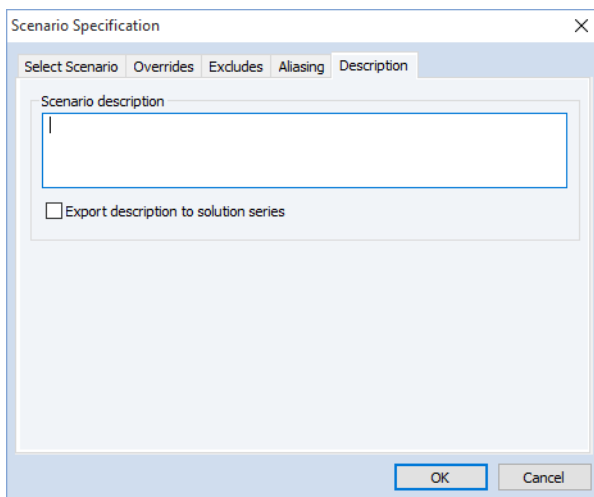 Scenario Specification
Select Scenario Overrides Excludes Aliasing Description
Scenario description
Export description to solution series
OK Cancel